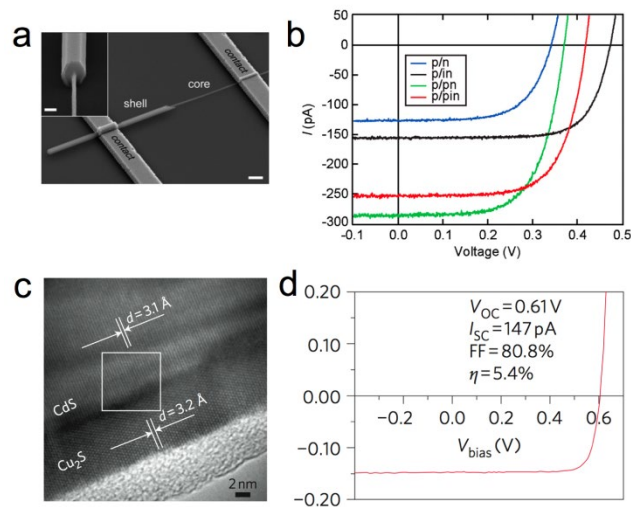 a
shell
core
contact
contact
b
50
0
-50
-100
-150
-200
-250
-300
I (pA)
p/n
p/in
p/pn
p/pin
-0.1
0.0
0.1
0.2
0.3
0.4
0.5
Voltage (V)
c
d=3.1 Å
CdS
d=3.2 Å
Cu₂S
2 nm
d
0.20
0.10
0.00
−0.10
−0.20
V_OC = 0.61 V
I_SC = 147 pA
FF = 80.8%
η = 5.4%
−0.2
0.0
0.2
0.4
0.6
V_bias (V)